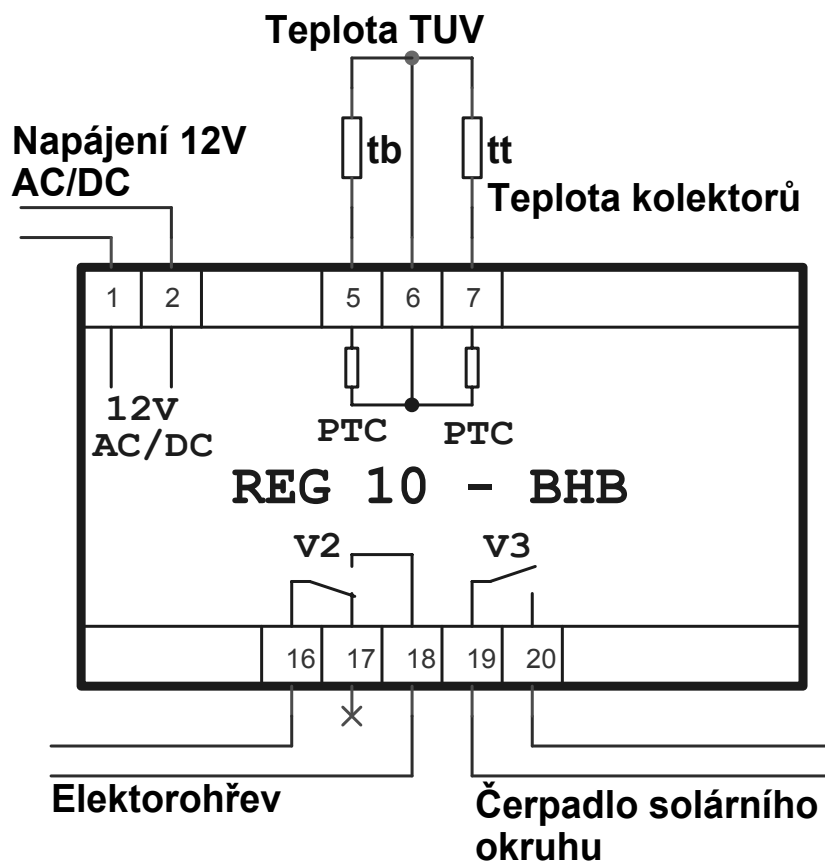 Teplota TUV
Napájení 12V
AC/DC
tb
tt
Teplota kolektorů
1
2
5
6
7
12V
AC/DC
PTC
PTC
REG 10 - BHB
V2
V3
16
17
18
19
20
Elektorohřev
Čerpadlo solárního
okruhu